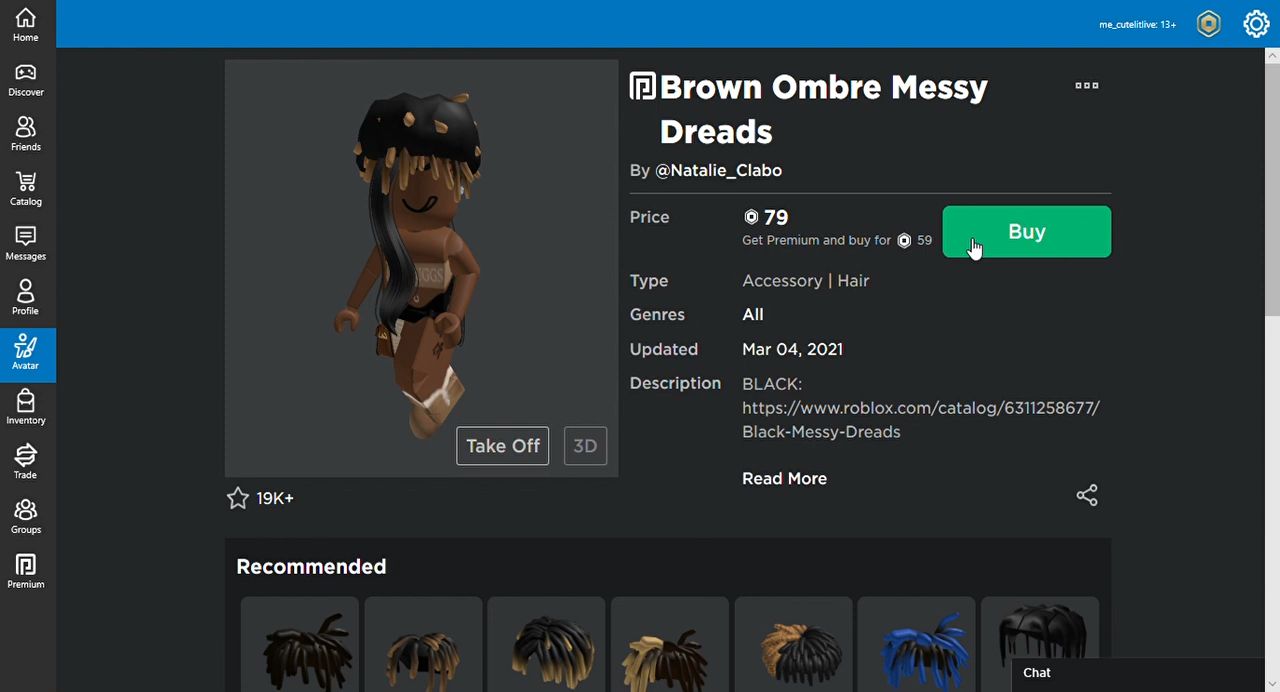 me_cutelitlive: 13+
Home
Discover
Friends
Catalog
Messages
Profile
Avatar
Inventory
Trade
Groups
Premium
Take Off
3D
19K+
Brown Ombre Messy
Dreads
By @Natalie_Clabo
Price 79
Get Premium and buy for 59
Buy
Type Accessory | Hair
Genres All
Updated Mar 04, 2021
Description BLACK:
https://www.roblox.com/catalog/6311258677/
Black-Messy-Dreads
Read More
Recommended
Chat